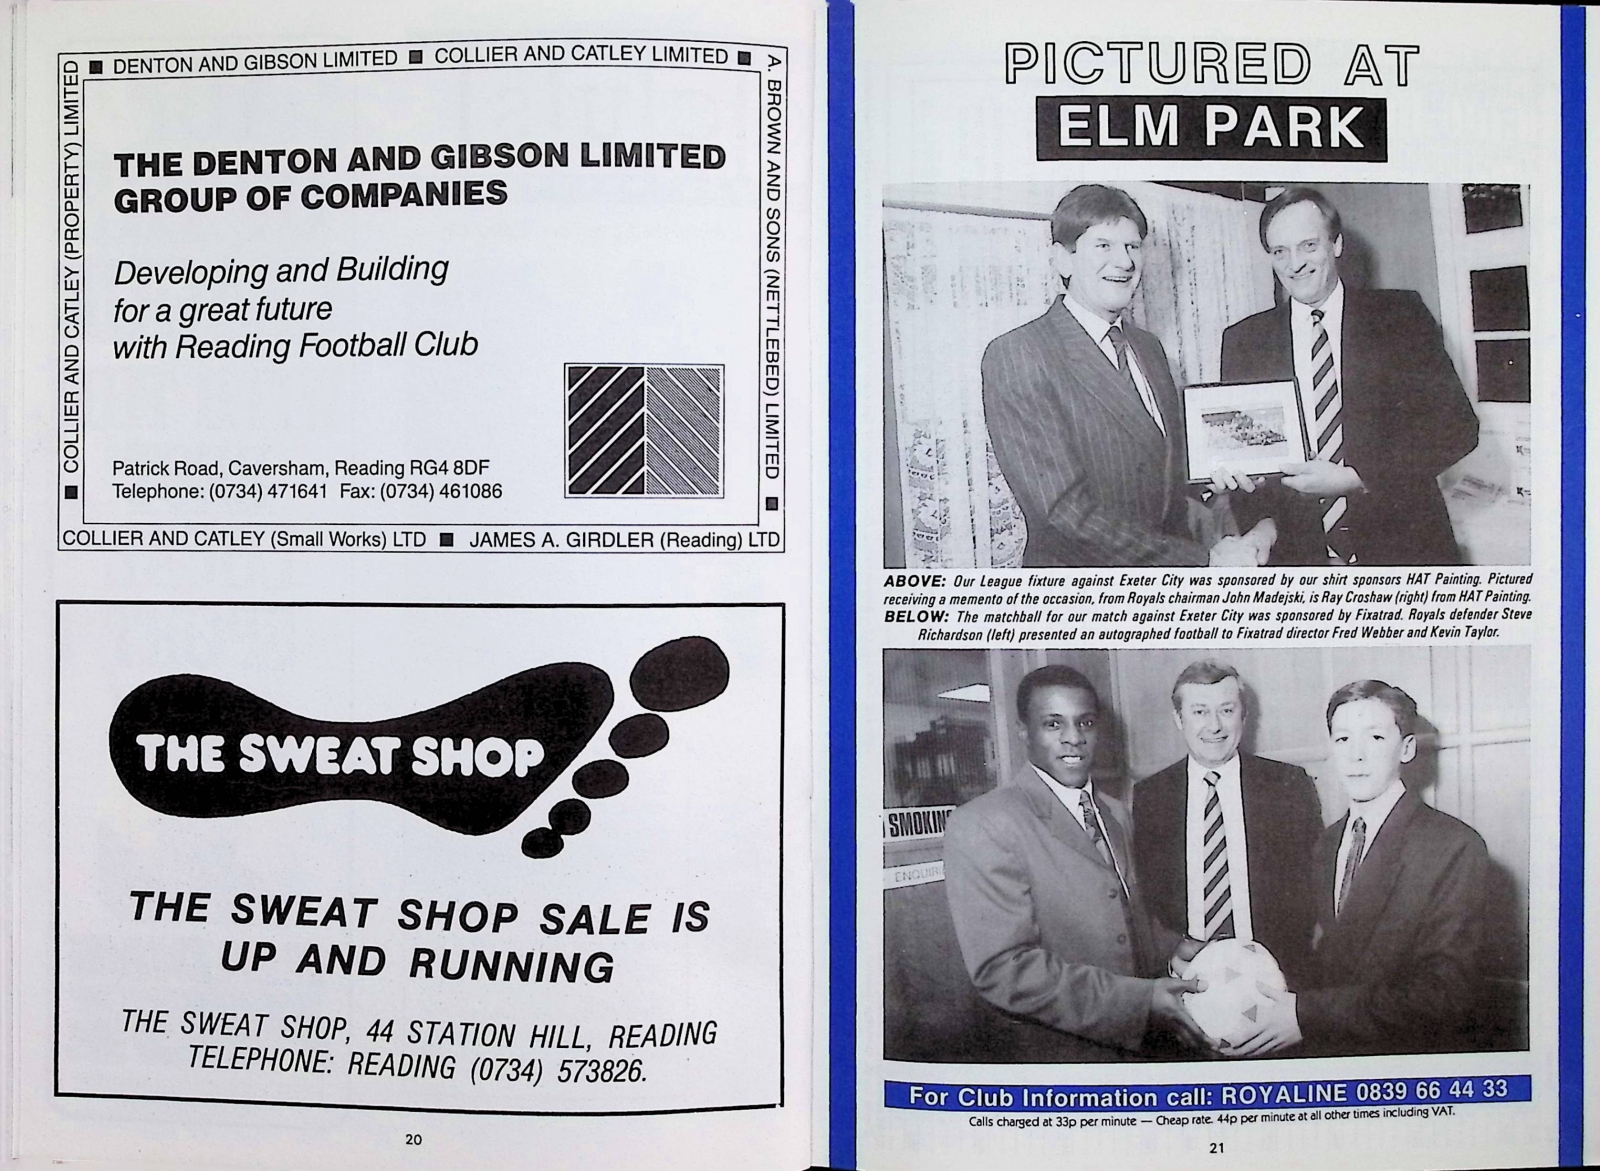 ■ DENTON AND GIBSON LIMITED ■ COLLIER AND CATLEY LIMITED ■
A. BROWN AND SONS (NETTLEBED) LIMITED ■
■ COLLIER AND CATLEY (PROPERTY) LIMITED
THE DENTON AND GIBSON LIMITED
GROUP OF COMPANIES
Developing and Building
for a great future
with Reading Football Club
Patrick Road, Caversham, Reading RG4 8DF
Telephone: (0734) 471641 Fax: (0734) 461086
COLLIER AND CATLEY (Small Works) LTD ■ JAMES A. GIRDLER (Reading) LTD
THE SWEAT SHOP
THE SWEAT SHOP SALE IS
UP AND RUNNING
THE SWEAT SHOP, 44 STATION HILL, READING
TELEPHONE: READING (0734) 573826.
20
PICTURED AT
ELM PARK
ABOVE: Our League fixture against Exeter City was sponsored by our shirt sponsors HAT Painting. Pictured
receiving a memento of the occasion, from Royals chairman John Madejski, is Ray Croshaw (right) from HAT Painting.
BELOW: The matchball for our match against Exeter City was sponsored by Fixatrad. Royals defender Steve
Richardson (left) presented an autographed football to Fixatrad director Fred Webber and Kevin Taylor.
SMOKIN
ENQUIRI
For Club Information call: ROYALINE 0839 66 44 33
Calls charged at 33p per minute — Cheap rate. 44p per minute at all other times including VAT.
21